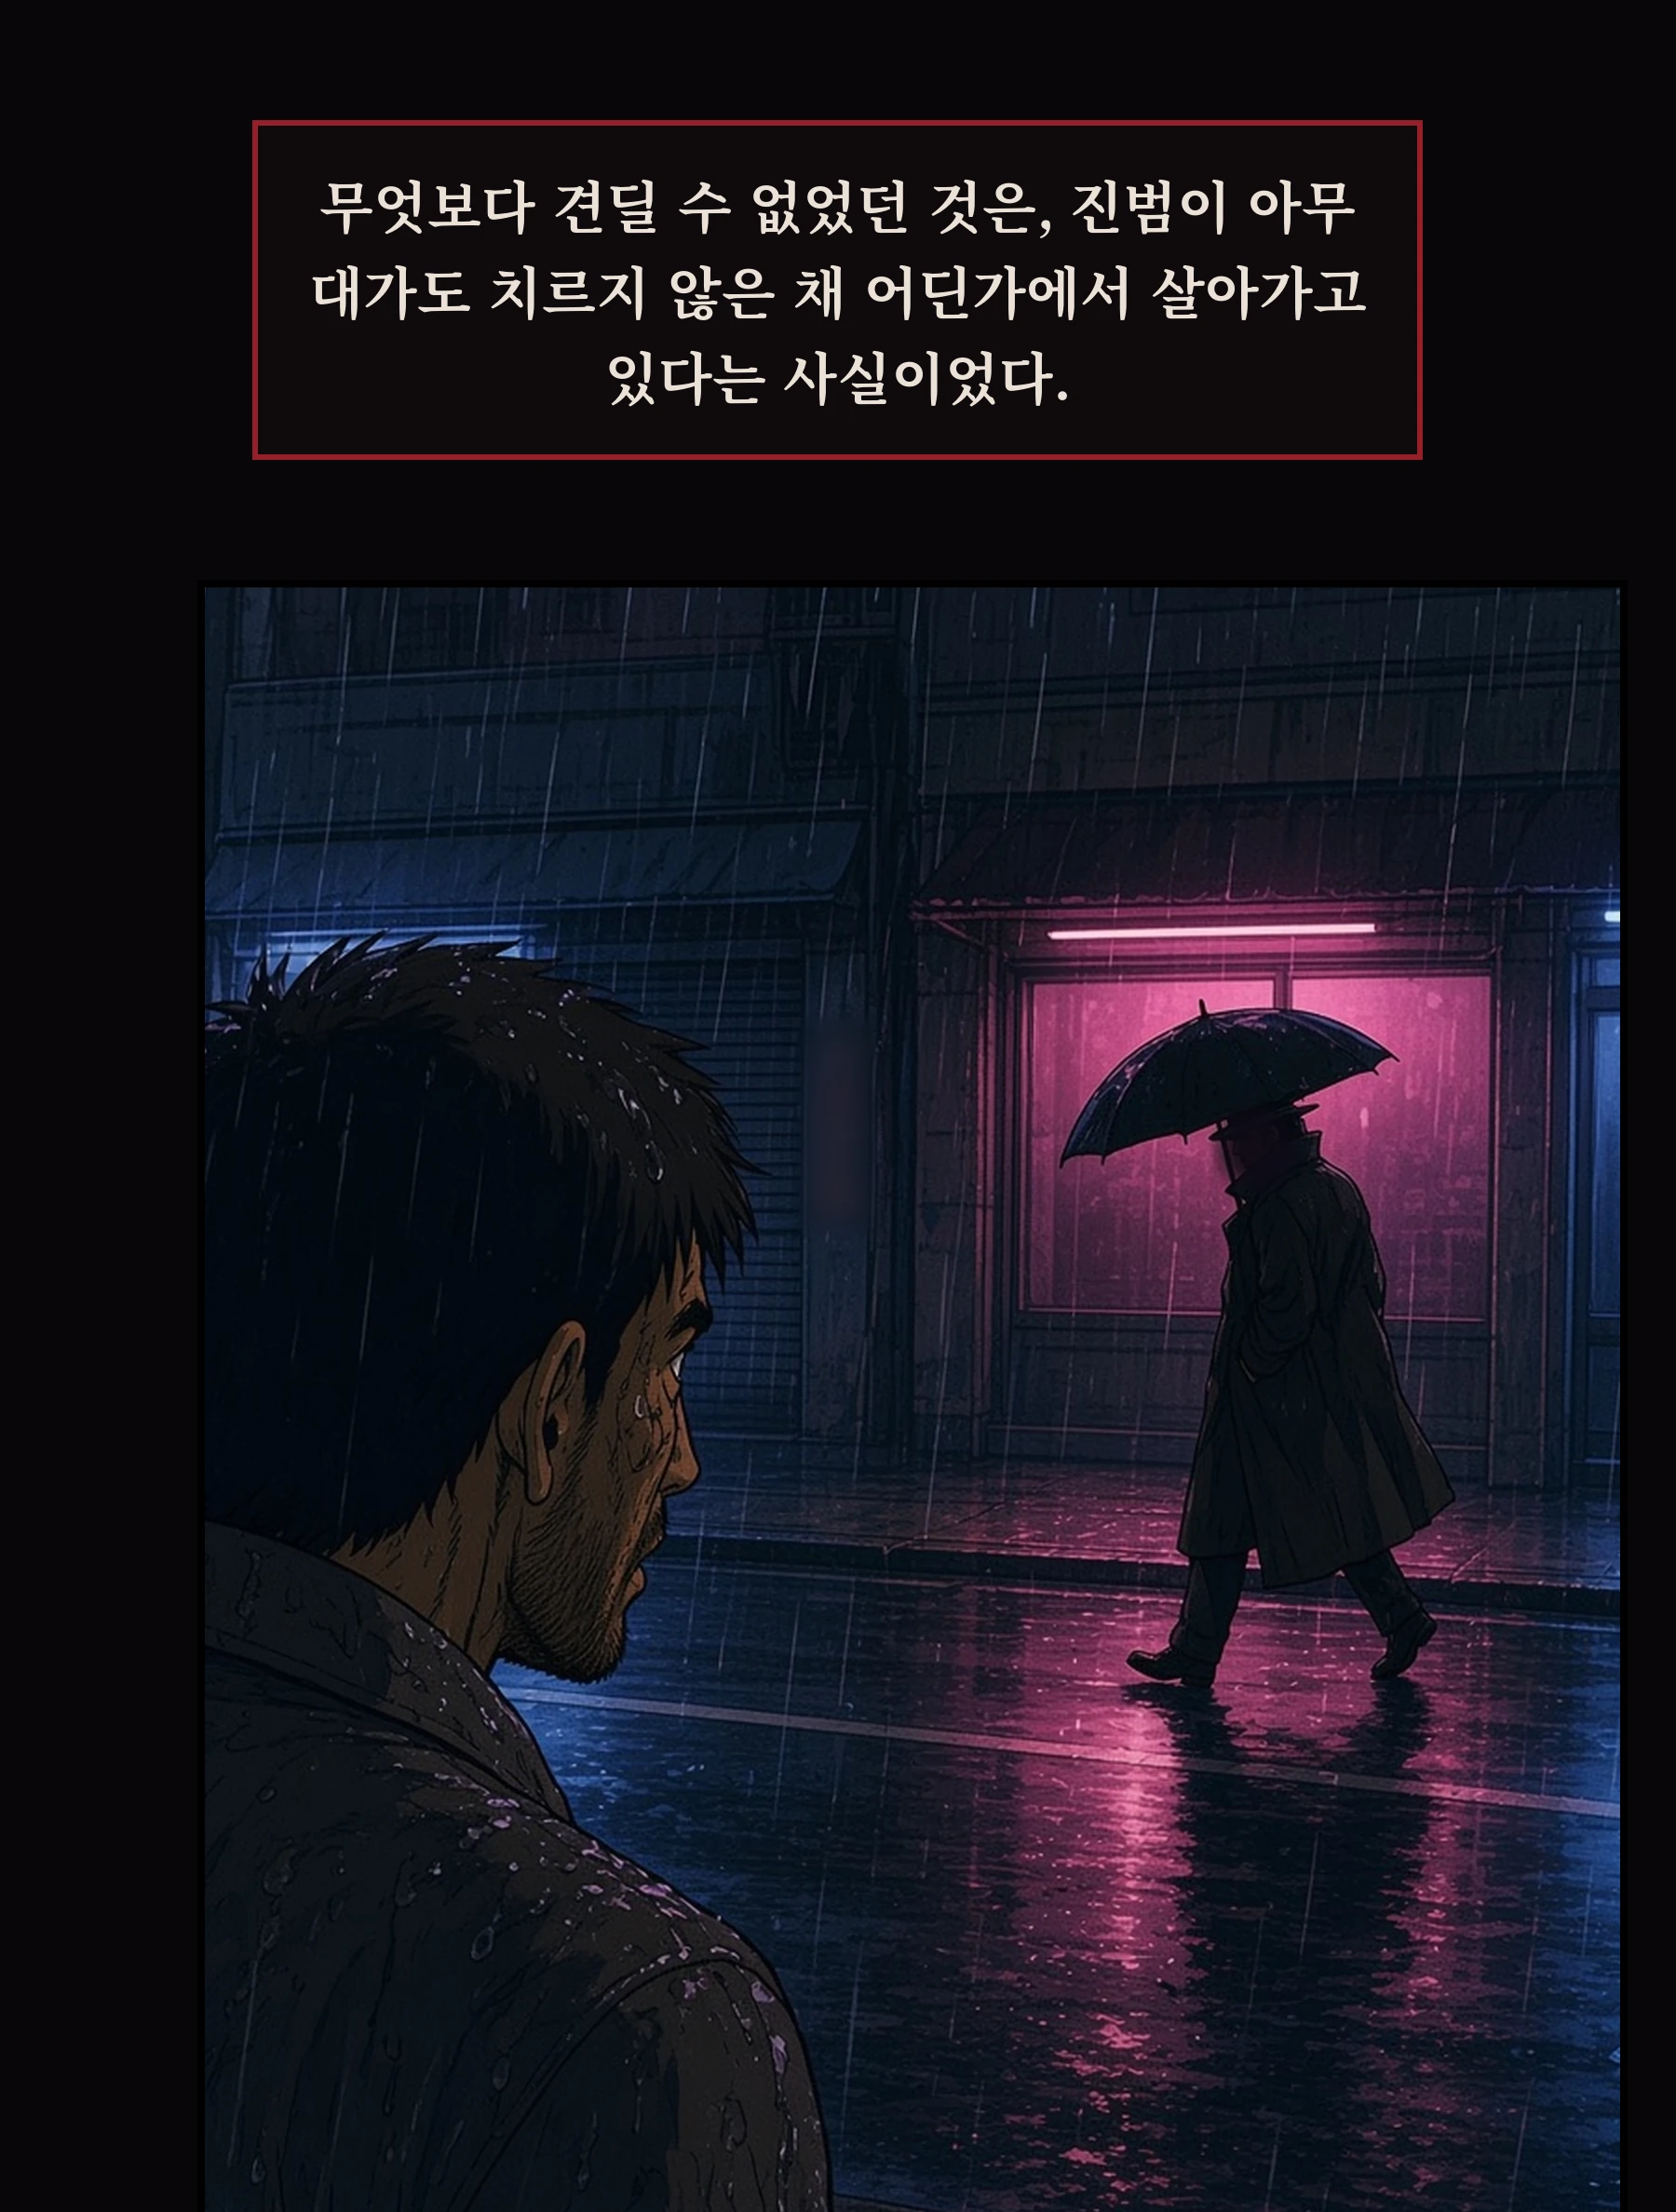 무엇보다 견딜 수 없었던 것은, 진범이 아무
대가도 치르지 않은 채 어딘가에서 살아가고
있다는 사실이었다.